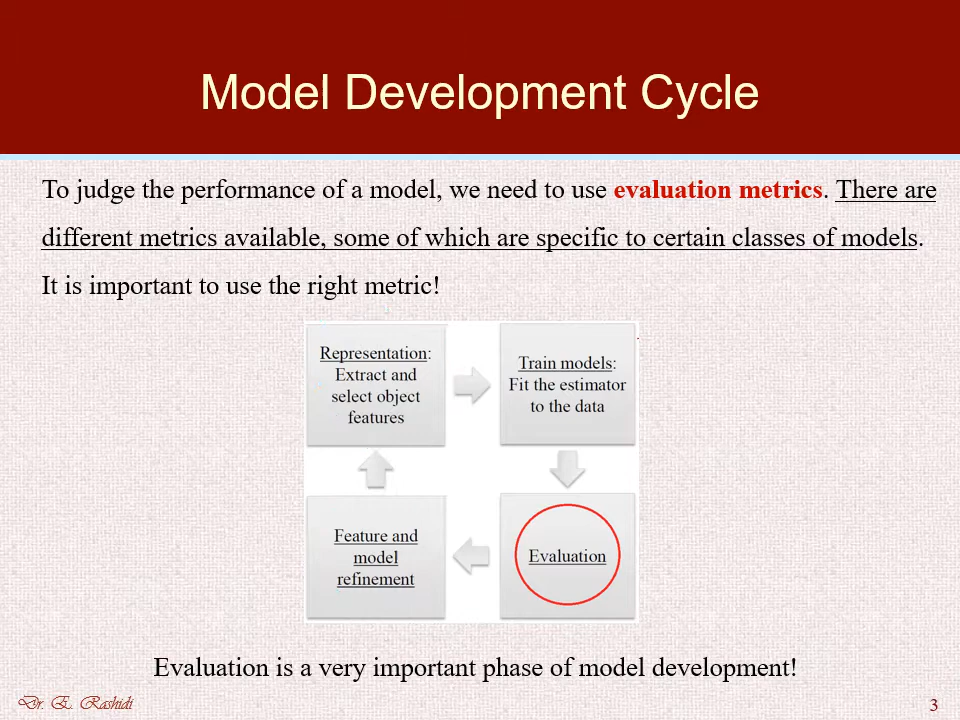 Model Development Cycle
To judge the performance of a model, we need to use evaluation metrics. There are
different metrics available, some of which are specific to certain classes of models.
It is important to use the right metric!
Representation:
Extract and
select object
features
Train models:
Fit the estimator
to the data
Feature and
model
refinement
Evaluation
Evaluation is a very important phase of model development!
Dr. E. Rashidi
3